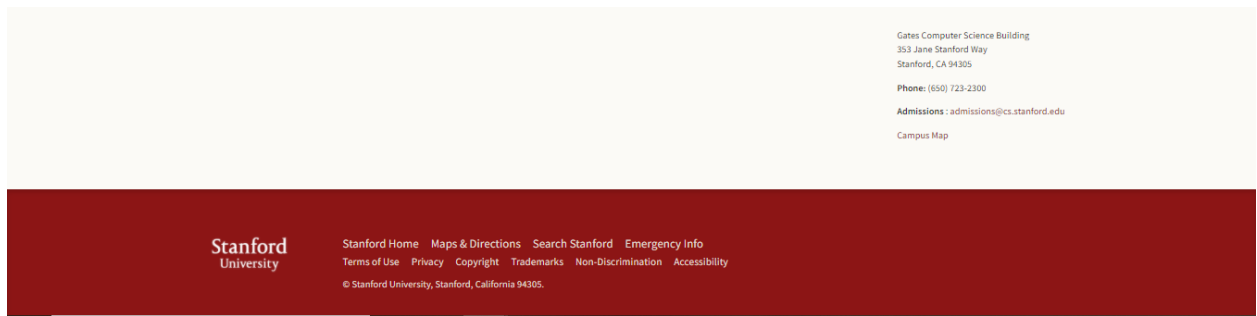 Gates Computer Science Building
353 Jane Stanford Way
Stanford, CA 94305
Phone: (650) 723-2300
Admissions : admissions@cs.stanford.edu
Campus Map
Stanford
University
Stanford Home Maps & Directions Search Stanford Emergency Info
Terms of Use Privacy Copyright Trademarks Non-Discrimination Accessibility
© Stanford University, Stanford, California 94305.